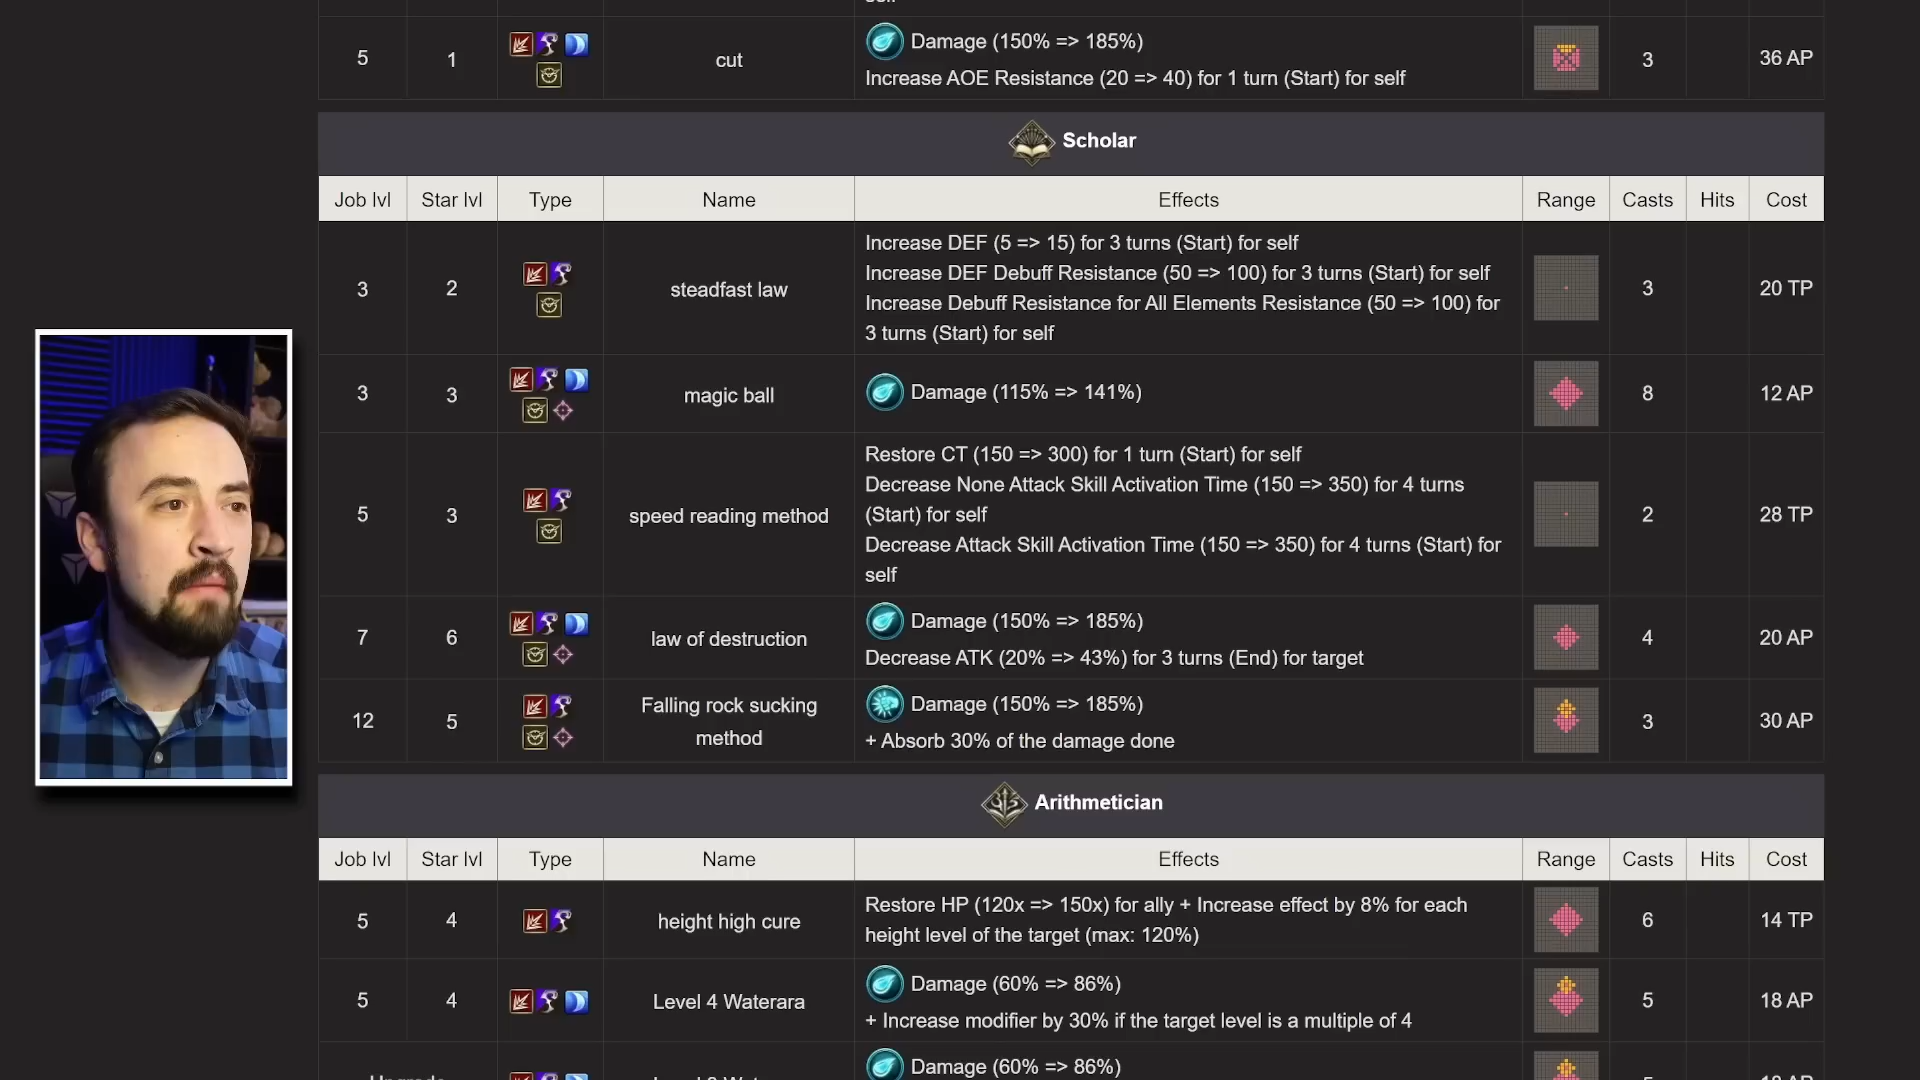 self
5 1 cut Damage (150% => 185%) 3 36 AP
Increase AOE Resistance (20 => 40) for 1 turn (Start) for self
Scholar
Job lvl Star lvl Type Name Effects Range Casts Hits Cost
3 2 steadfast law 3 20 TP
Increase DEF (5 => 15) for 3 turns (Start) for self
Increase DEF Debuff Resistance (50 => 100) for 3 turns (Start) for self
Increase Debuff Resistance for All Elements Resistance (50 => 100) for
3 turns (Start) for self
3 3 magic ball Damage (115% => 141%) 8 12 AP
5 3 speed reading method 2 28 TP
Restore CT (150 => 300) for 1 turn (Start) for self
Decrease None Attack Skill Activation Time (150 => 350) for 4 turns
(Start) for self
Decrease Attack Skill Activation Time (150 => 350) for 4 turns (Start) for
self
7 6 law of destruction Damage (150% => 185%) 4 20 AP
Decrease ATK (20% => 43%) for 3 turns (End) for target
12 5 Falling rock sucking Damage (150% => 185%) 3 30 AP
method + Absorb 30% of the damage done
Arithmetician
Job lvl Star lvl Type Name Effects Range Casts Hits Cost
5 4 height high cure Restore HP (120x => 150x) for ally + Increase effect by 8% for each 6 14 TP
height level of the target (max: 120%)
5 4 Level 4 Waterara Damage (60% => 86%) 5 18 AP
+ Increase modifier by 30% if the target level is a multiple of 4
Damage (60% => 86%)